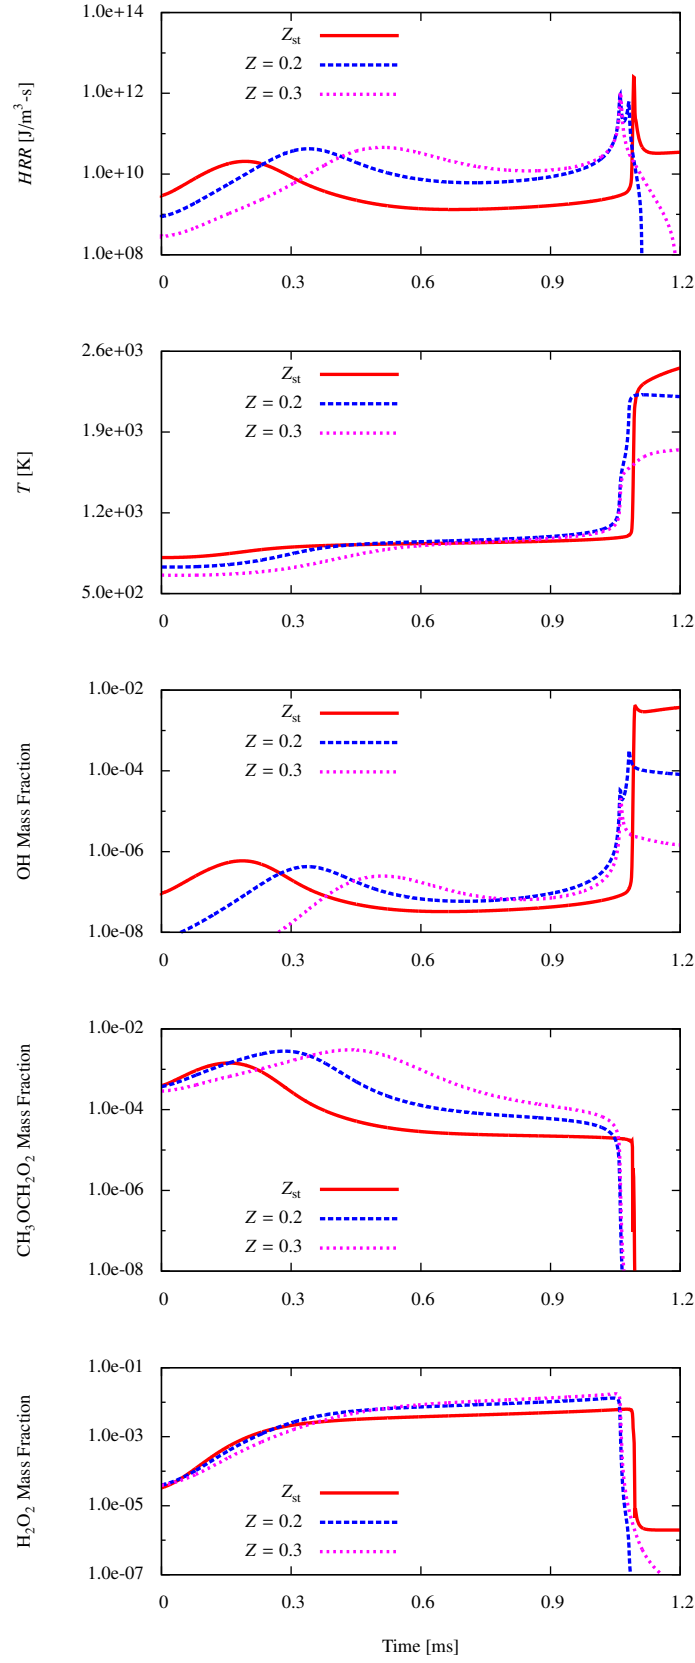 1.0e+14
1.0e+12
1.0e+10
1.0e+08
HRR [J/m³-s]
Zst
Z = 0.2
Z = 0.3
0 0.3 0.6 0.9 1.2
2.6e+03
1.9e+03
1.2e+03
5.0e+02
T [K]
Zst
Z = 0.2
Z = 0.3
0 0.3 0.6 0.9 1.2
1.0e-02
1.0e-04
1.0e-06
1.0e-08
OH Mass Fraction
Zst
Z = 0.2
Z = 0.3
0 0.3 0.6 0.9 1.2
1.0e-02
1.0e-04
1.0e-06
1.0e-08
CH₃OCH₂O₂ Mass Fraction
Zst
Z = 0.2
Z = 0.3
0 0.3 0.6 0.9 1.2
1.0e-01
1.0e-03
1.0e-05
1.0e-07
H₂O₂ Mass Fraction
Zst
Z = 0.2
Z = 0.3
0 0.3 0.6 0.9 1.2
Time [ms]